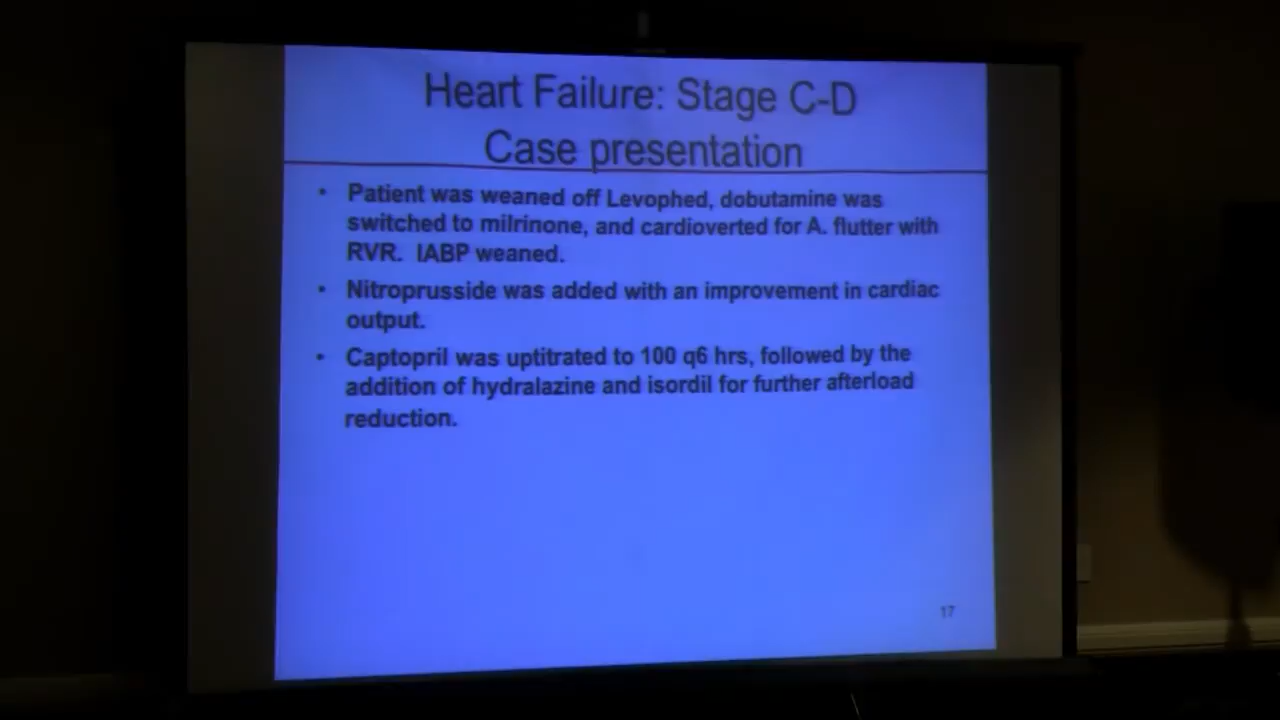 Heart Failure: Stage C-D
Case presentation
• Patient was weaned off Levophed, dobutamine was
switched to milrinone, and cardioverted for A. flutter with
RVR. IABP weaned.
• Nitroprusside was added with an improvement in cardiac
output.
• Captopril was uptitrated to 100 q6 hrs, followed by the
addition of hydralazine and isordil for further afterload
reduction.
17